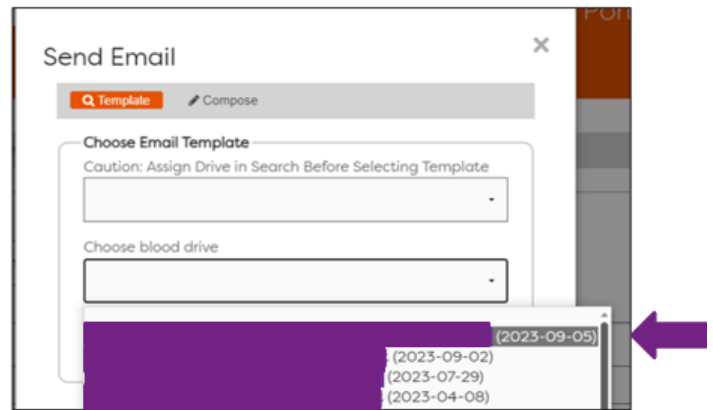 Por
Send Email
×
Template Compose
Choose Email Template
Caution: Assign Drive in Search Before Selecting Template
Choose blood drive
(2023-09-05)
(2023-09-02)
(2023-07-29)
(2023-04-08)